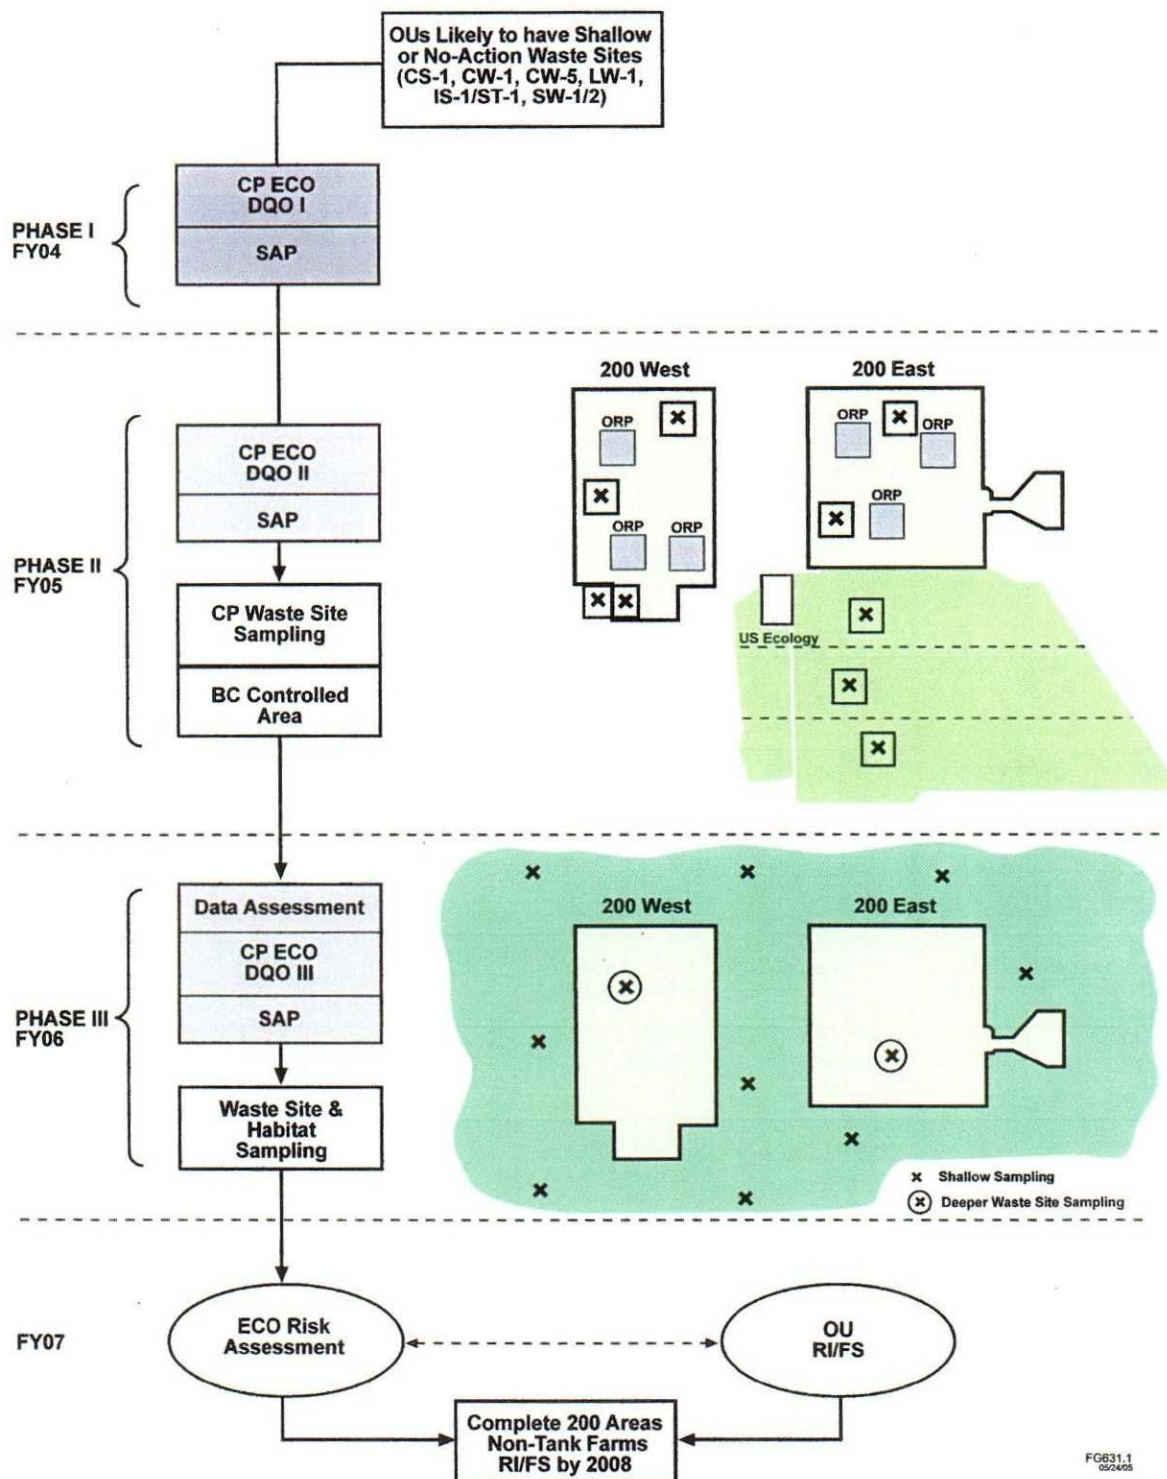 OUs Likely to have Shallow
or No-Action Waste Sites
(CS-1, CW-1, CW-5, LW-1,
IS-1/ST-1, SW-1/2)
CP ECO
DQO I
SAP
PHASE I
FY04
200 West
200 East
ORP
ORP
ORP
ORP
ORP
ORP
US Ecology
CP ECO
DQO II
SAP
PHASE II
FY05
CP Waste Site
Sampling
BC Controlled
Area
Data Assessment
CP ECO
DQO III
SAP
PHASE III
FY06
Waste Site &
Habitat
Sampling
200 West
200 East
Shallow Sampling
Deeper Waste Site Sampling
FY07
ECO Risk
Assessment
OU
RI/FS
Complete 200 Areas
Non-Tank Farms
RI/FS by 2008
FG631.1
05/24/05